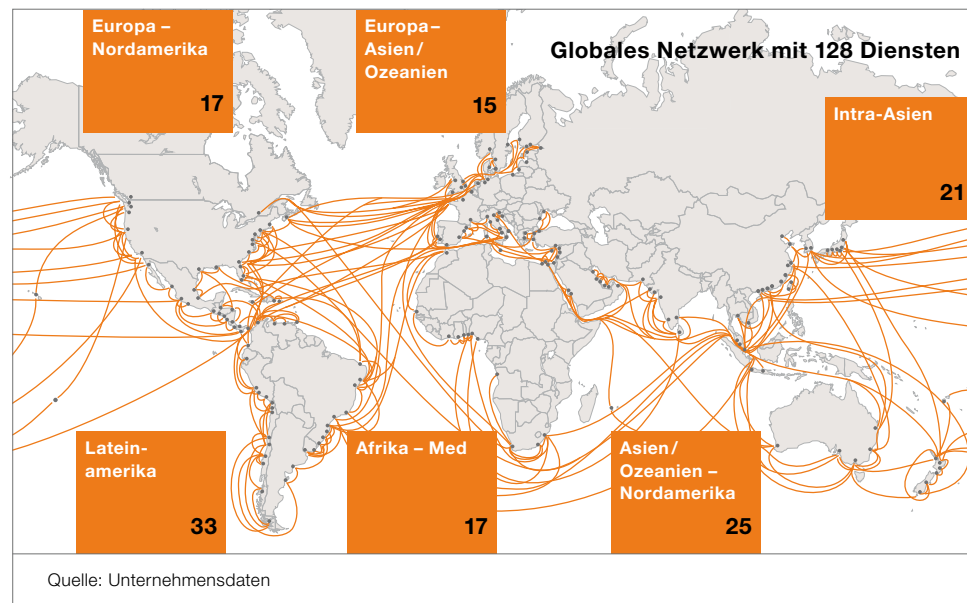 Europa –
Nordamerika
17
Europa–
Asien/
Ozeanien
15
Globales Netzwerk mit 128 Diensten
Intra-Asien
21
Latein-
amerika
33
Afrika – Med
17
Asien/
Ozeanien –
Nordamerika
25
Quelle: Unternehmensdaten